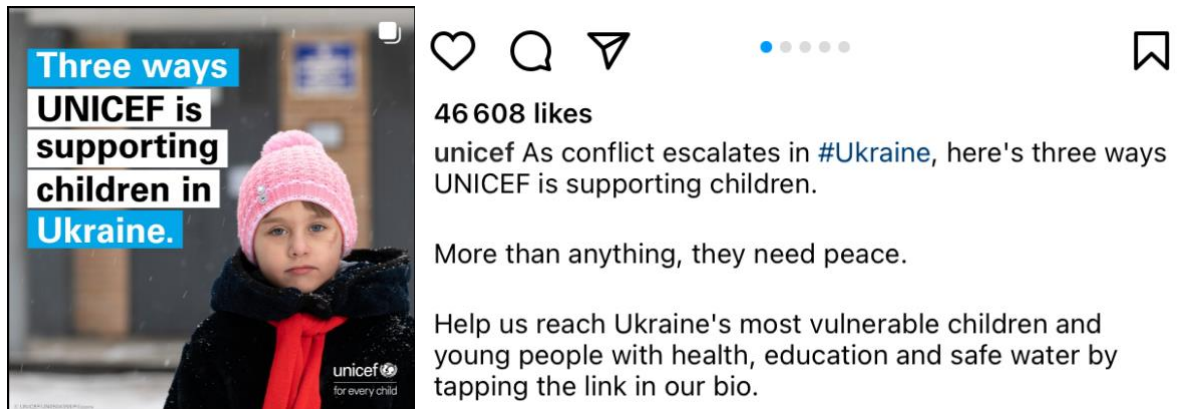 Three ways
UNICEF is
supporting
children in
Ukraine.
unicef
for every child
46 608 likes
unicef As conflict escalates in #Ukraine, here's three ways
UNICEF is supporting children.
More than anything, they need peace.
Help us reach Ukraine's most vulnerable children and
young people with health, education and safe water by
tapping the link in our bio.